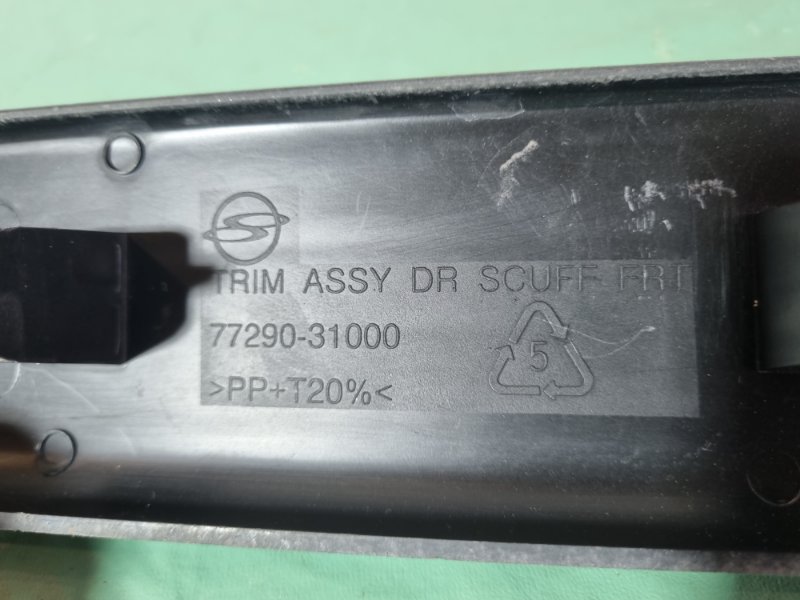 TRIM ASSY DR SCUFF FRT
77290-31000
5
>PP+T20%<